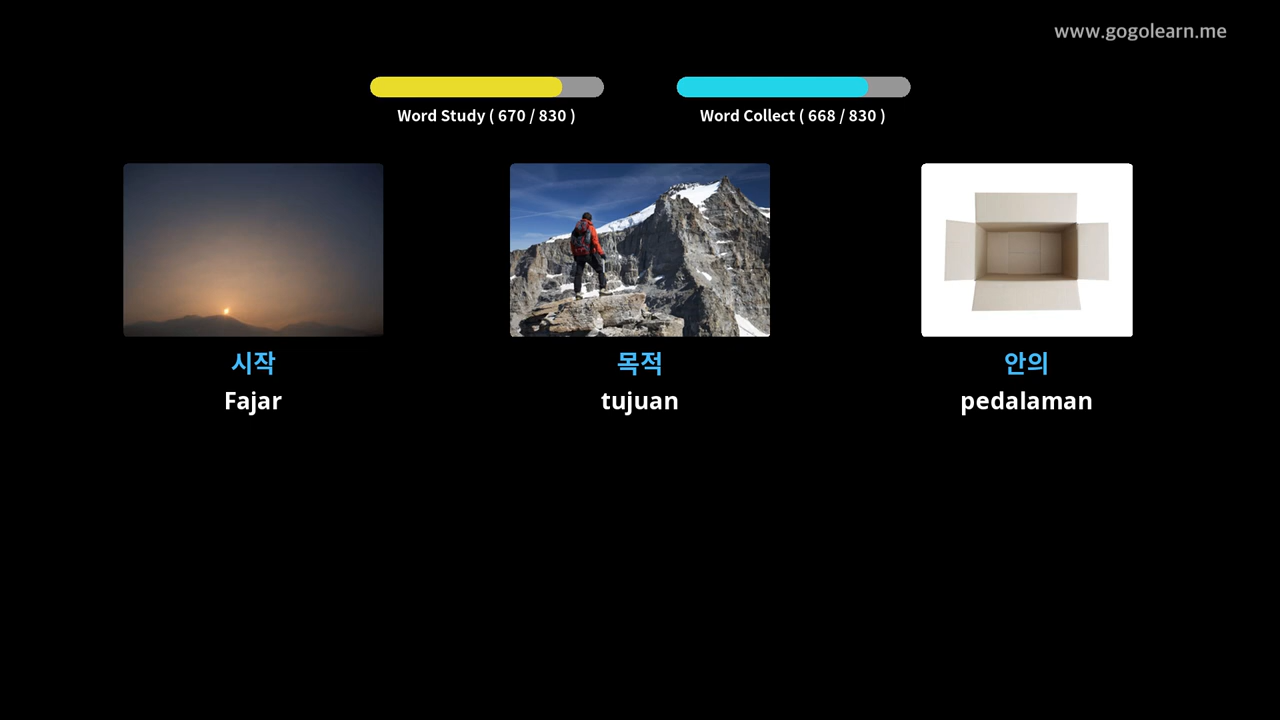 www.gogolearn.me
Word Study ( 670 / 830 )
Word Collect ( 668 / 830 )
시작
Fajar
목적
tujuan
안의
pedalaman